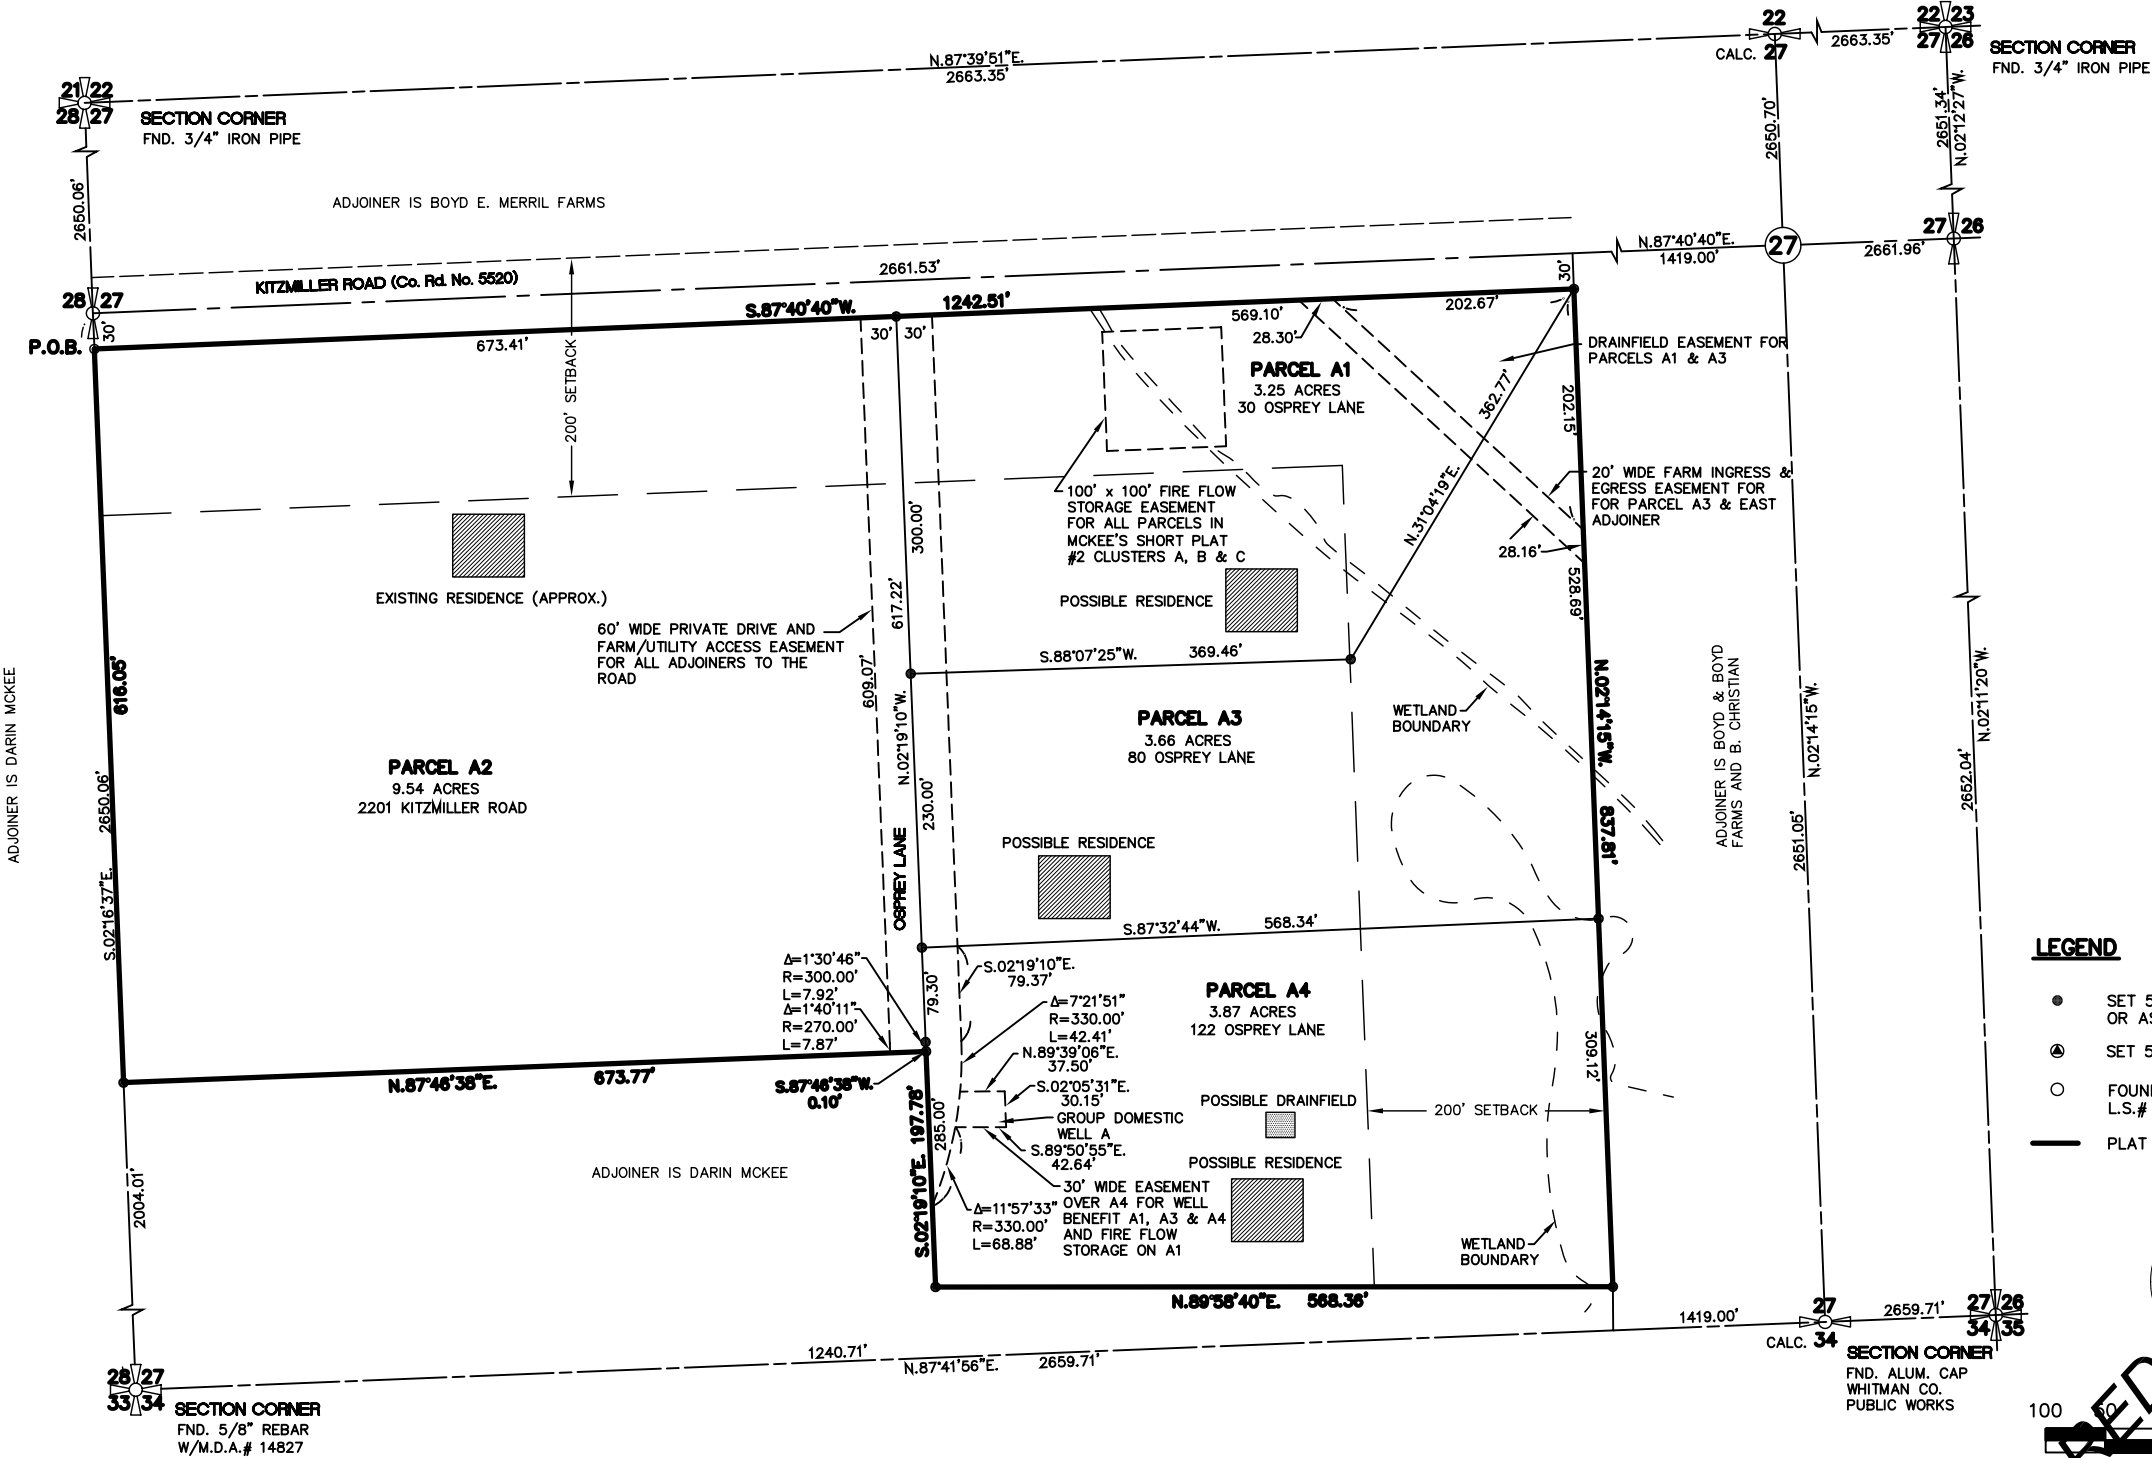 22
22 23
CALC. 27
2663.35'
27 26
SECTION CORNER
FND. 3/4" IRON PIPE
N.87°39'51"E.
2663.35'
21 22
28 27
SECTION CORNER
FND. 3/4" IRON PIPE
2650.70'
2651.34'
N.02°12'27"W.
2650.06'
ADJOINER IS BOYD E. MERRIL FARMS
27 26
N.87°40'40"E.
1419.00'
27
2661.96'
2661.53'
KITZMILLER ROAD (Co. Rd. No. 5520)
28 27
30'
30'
P.O.B.
S.87°40'40"W.
1242.51'
673.41'
30'
30'
569.10'
202.67'
28.30'
200' SETBACK
DRAINFIELD EASEMENT FOR
PARCELS A1 & A3
PARCEL A1
3.25 ACRES
30 OSPREY LANE
362.77'
N.31°04'19"E.
202.15'
20' WIDE FARM INGRESS &
EGRESS EASEMENT FOR
FOR PARCEL A3 & EAST
ADJOINER
28.16'
528.69'
100' x 100' FIRE FLOW
STORAGE EASEMENT
FOR ALL PARCELS IN
MCKEE'S SHORT PLAT
#2 CLUSTERS A, B & C
300.00'
617.22'
EXISTING RESIDENCE (APPROX.)
POSSIBLE RESIDENCE
60' WIDE PRIVATE DRIVE AND
FARM/UTILITY ACCESS EASEMENT
FOR ALL ADJOINERS TO THE
ROAD
609.07'
S.88°07'25"W.
369.46'
N.02°19'10"W.
230.00'
OSPREY LANE
616.05'
ADJOINER IS DARIN MCKEE
2650.06'
S.02°16'37"E.
PARCEL A2
9.54 ACRES
2201 KITZMILLER ROAD
PARCEL A3
3.66 ACRES
80 OSPREY LANE
WETLAND
BOUNDARY
N.02°14'15"W.
837.81'
ADJOINER IS BOYD & BOYD
FARMS AND B. CHRISTIAN
N.02°14'15"W.
2651.05'
N.02°11'20"W.
2652.04'
POSSIBLE RESIDENCE
S.87°32'44"W.
568.34'
Δ=1°30'46"
R=300.00'
L=7.92'
Δ=1°40'11"
R=270.00'
L=7.87'
79.30'
S.02°19'10"E.
79.37'
Δ=7°21'51"
R=330.00'
L=42.41'
N.89°39'06"E.
37.50'
S.02°05'31"E.
30.15'
GROUP DOMESTIC
WELL A
S.89°50'55"E.
42.64'
30' WIDE EASEMENT
OVER A4 FOR WELL
BENEFIT A1, A3 & A4
AND FIRE FLOW
STORAGE ON A1
Δ=11°57'33"
R=330.00'
L=68.88'
PARCEL A4
3.87 ACRES
122 OSPREY LANE
309.12'
POSSIBLE DRAINFIELD
200' SETBACK
POSSIBLE RESIDENCE
WETLAND
BOUNDARY
N.87°46'38"E.
673.77'
S.87°46'38"W.
0.10'
S.02°19'10"E. 197.78'
285.00'
ADJOINER IS DARIN MCKEE
2004.01'
N.89°58'40"E. 568.36'
LEGEND
SET 5
OR AS
SET 5
FOUN
L.S.#
PLAT
1240.71'
N.87°41'56"E.
2659.71'
1419.00'
27
CALC. 34
2659.71'
27 26
34 35
SECTION CORNER
FND. ALUM. CAP
WHITMAN CO.
PUBLIC WORKS
28 27
33 34
SECTION CORNER
FND. 5/8" REBAR
W/M.D.A.# 14827
100 50